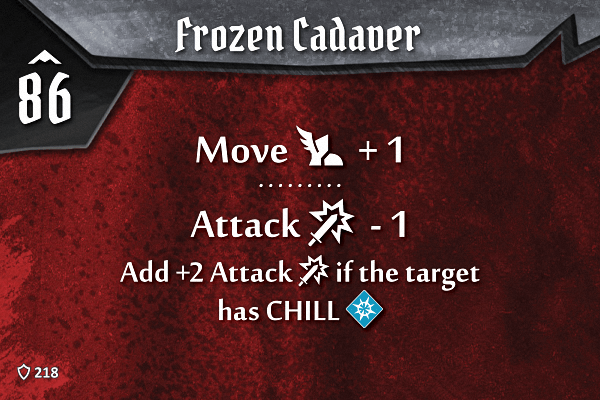 Frozen Cadaver
86
Move + 1
Attack - 1
Add +2 Attack if the target
has CHILL
218